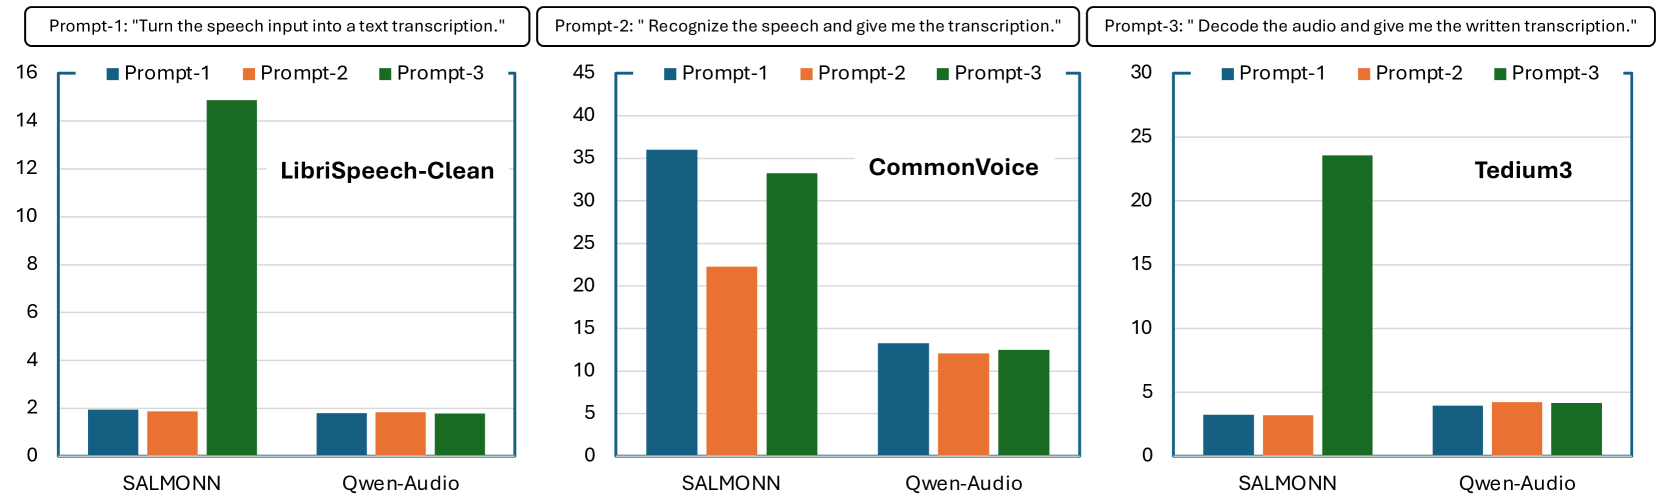 Prompt-1: "Turn the speech input into a text transcription."
Prompt-2: " Recognize the speech and give me the transcription."
Prompt-3: " Decode the audio and give me the written transcription."
Prompt-1 Prompt-2 Prompt-3
16
14
12
10
8
6
4
2
0
LibriSpeech-Clean
SALMONN Qwen-Audio
Prompt-1 Prompt-2 Prompt-3
45
40
35
30
25
20
15
10
5
0
CommonVoice
SALMONN Qwen-Audio
Prompt-1 Prompt-2 Prompt-3
30
25
20
15
10
5
0
Tedium3
SALMONN Qwen-Audio